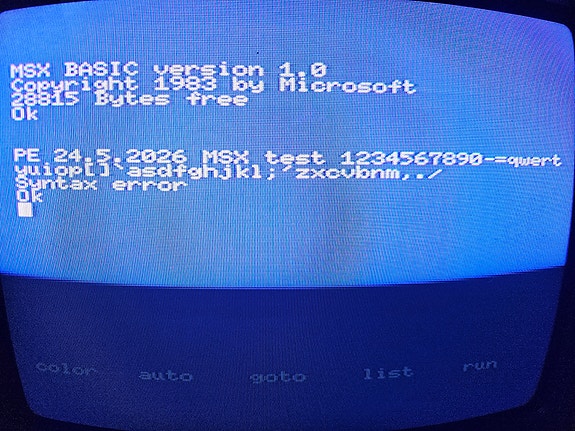 MSX BASIC version 1.0
Copyright 1983 by Microsoft
28815 Bytes free
Ok
PE 24.5.2026 MSX test 1234567890-=qwert
yuiop[]`asdfghjkl;'zxcvbnm,./
Syntax error
Ok
color auto goto list run